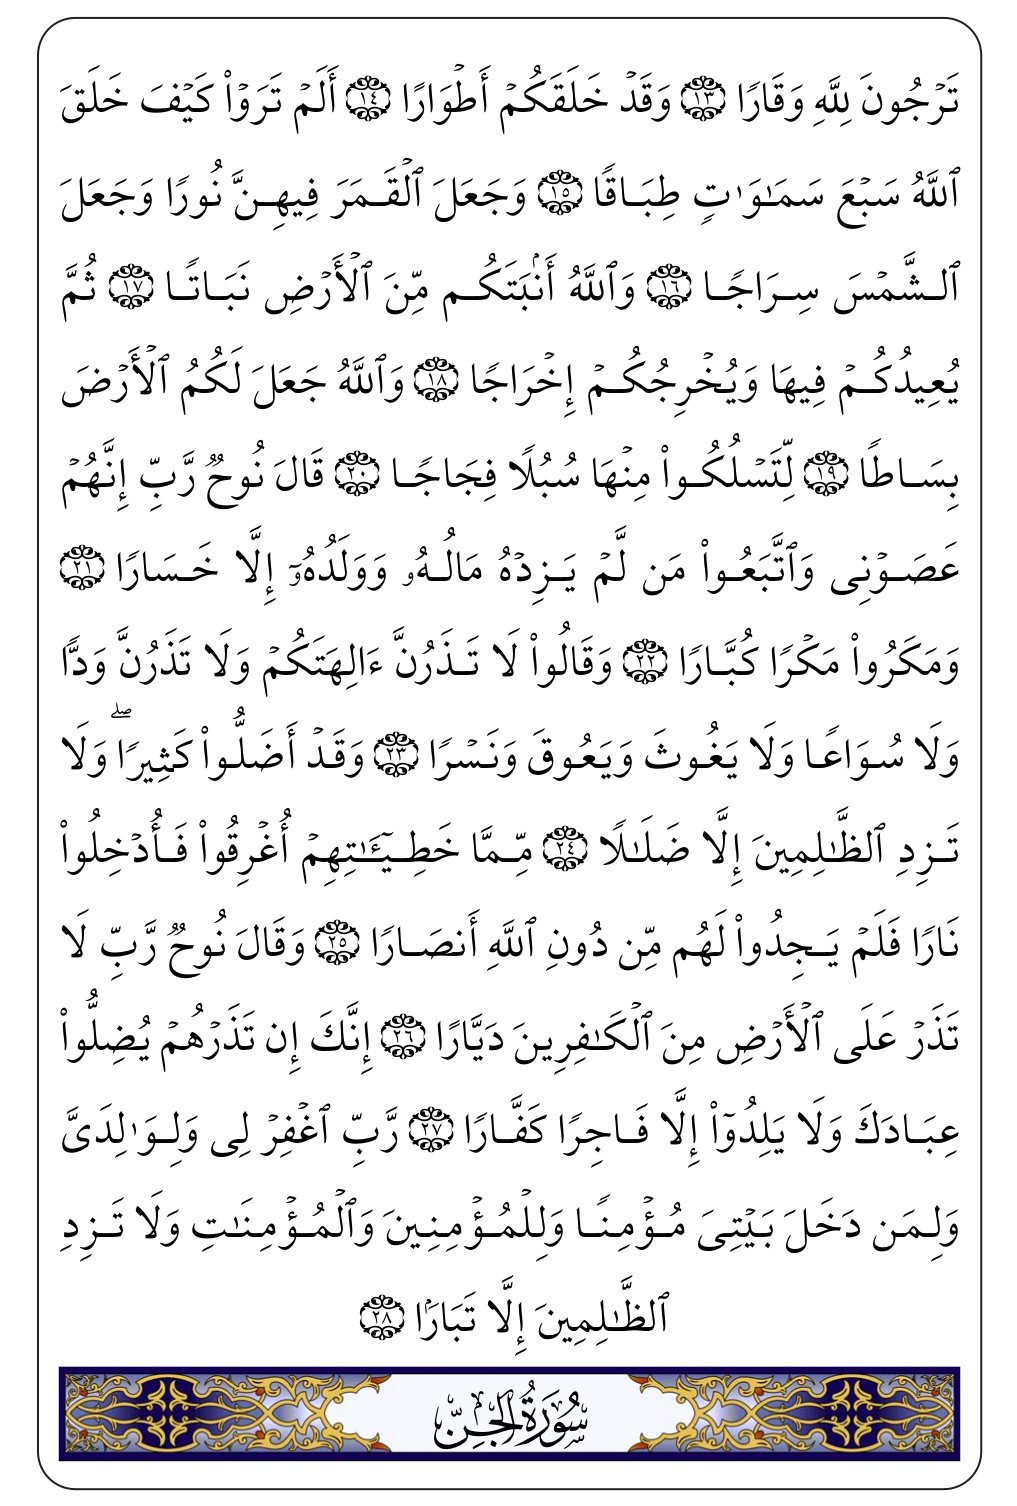 تَرۡجُونَ لِلَّهِ وَقَارًا ١٣ وَقَدۡ خَلَقَكُمۡ أَطۡوَارًا ١٤ أَلَمۡ تَرَوۡاْ كَيۡفَ خَلَقَ
ٱللَّهُ سَبۡعَ سَمَٰوَٰتٖ طِبَاقٗا ١٥ وَجَعَلَ ٱلۡقَمَرَ فِيهِنَّ نُورٗا وَجَعَلَ
ٱلشَّمۡسَ سِرَاجٗا ١٦ وَٱللَّهُ أَنۢبَتَكُم مِّنَ ٱلۡأَرۡضِ نَبَاتٗا ١٧ ثُمَّ
يُعِيدُكُمۡ فِيهَا وَيُخۡرِجُكُمۡ إِخۡرَاجٗا ١٨ وَٱللَّهُ جَعَلَ لَكُمُ ٱلۡأَرۡضَ
بِسَاطٗا ١٩ لِّتَسۡلُكُواْ مِنۡهَا سُبُلٗا فِجَاجٗا ٢٠ قَالَ نُوحٞ رَّبِّ إِنَّهُمۡ
عَصَوۡنِي وَٱتَّبَعُواْ مَن لَّمۡ يَزِدۡهُ مَالُهُۥ وَوَلَدُهُۥٓ إِلَّا خَسَارٗا ٢١
وَمَكَرُواْ مَكۡرٗا كُبَّارٗا ٢٢ وَقَالُواْ لَا تَذَرُنَّ ءَالِهَتَكُمۡ وَلَا تَذَرُنَّ وَدّٗا
وَلَا سُوَاعٗا وَلَا يَغُوثَ وَيَعُوقَ وَنَسۡرٗا ٢٣ وَقَدۡ أَضَلُّواْ كَثِيرٗاۖ وَلَا
تَزِدِ ٱلظَّٰلِمِينَ إِلَّا ضَلَٰلٗا ٢٤ مِّمَّا خَطِيٓـَٰٔتِهِمۡ أُغۡرِقُواْ فَأُدۡخِلُواْ
نَارٗا فَلَمۡ يَجِدُواْ لَهُم مِّن دُونِ ٱللَّهِ أَنصَارٗا ٢٥ وَقَالَ نُوحٞ رَّبِّ لَا
تَذَرۡ عَلَى ٱلۡأَرۡضِ مِنَ ٱلۡكَٰفِرِينَ دَيَّارًا ٢٦ إِنَّكَ إِن تَذَرۡهُمۡ يُضِلُّواْ
عِبَادَكَ وَلَا يَلِدُوٓاْ إِلَّا فَاجِرٗا كَفَّارٗا ٢٧ رَّبِّ ٱغۡفِرۡ لِي وَلِوَٰلِدَيَّ
وَلِمَن دَخَلَ بَيۡتِيَ مُؤۡمِنٗا وَلِلۡمُؤۡمِنِينَ وَٱلۡمُؤۡمِنَٰتِ وَلَا تَزِدِ
ٱلظَّٰلِمِينَ إِلَّا تَبَارَۢا ٢٨
سُورَةُ الجِنّ